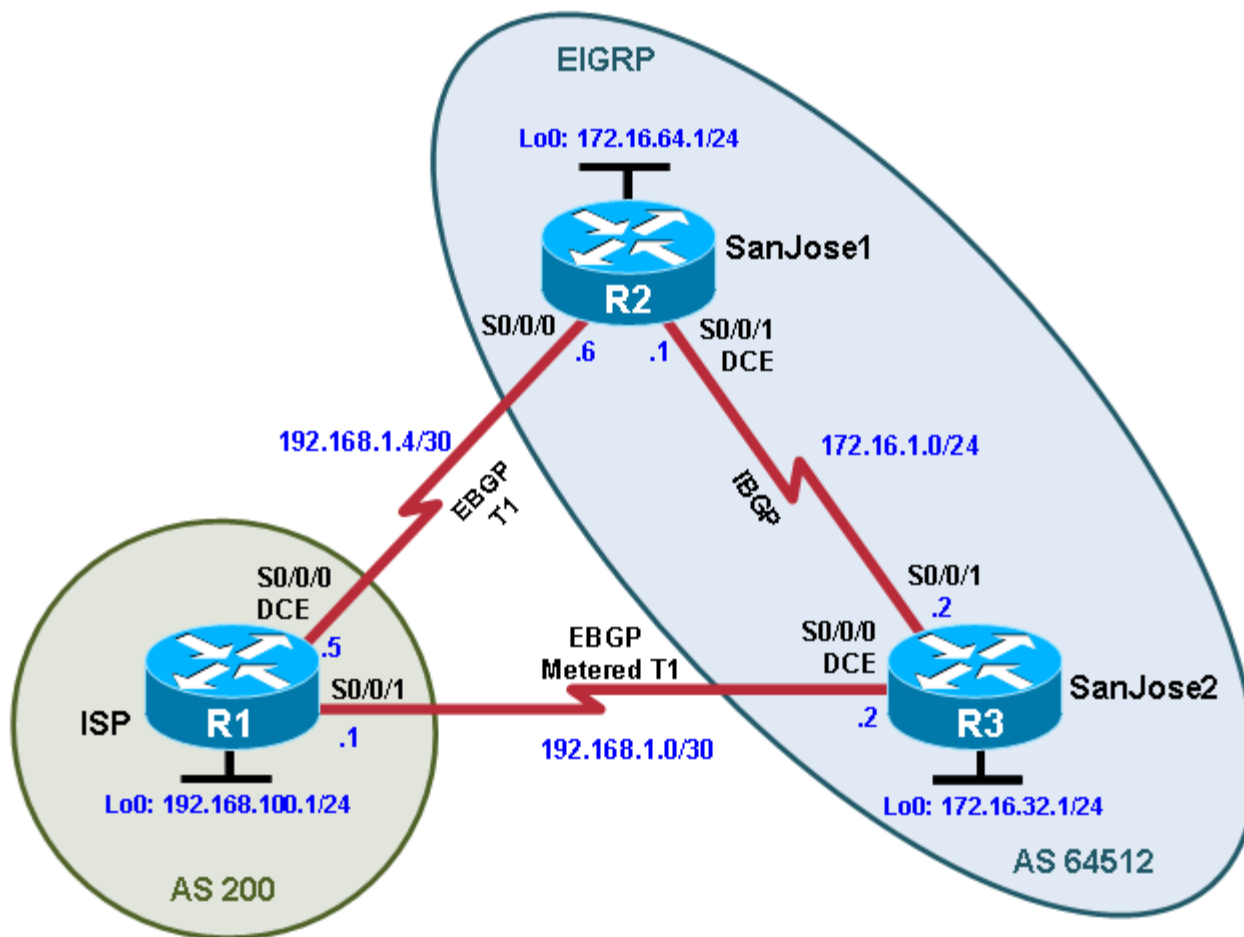 EIGRP
Lo0: 172.16.64.1/24
SanJose1
R2
S0/0/0
S0/0/1
DCE
.6
.1
192.168.1.4/30
172.16.1.0/24
EBGP
T1
IBGP
S0/0/0
DCE
.5
S0/0/1
.2
EBGP
Metered T1
S0/0/0
DCE
S0/0/1
SanJose2
ISP
R1
.1
.2
R3
192.168.1.0/30
Lo0: 192.168.100.1/24
Lo0: 172.16.32.1/24
AS 64512
AS 200